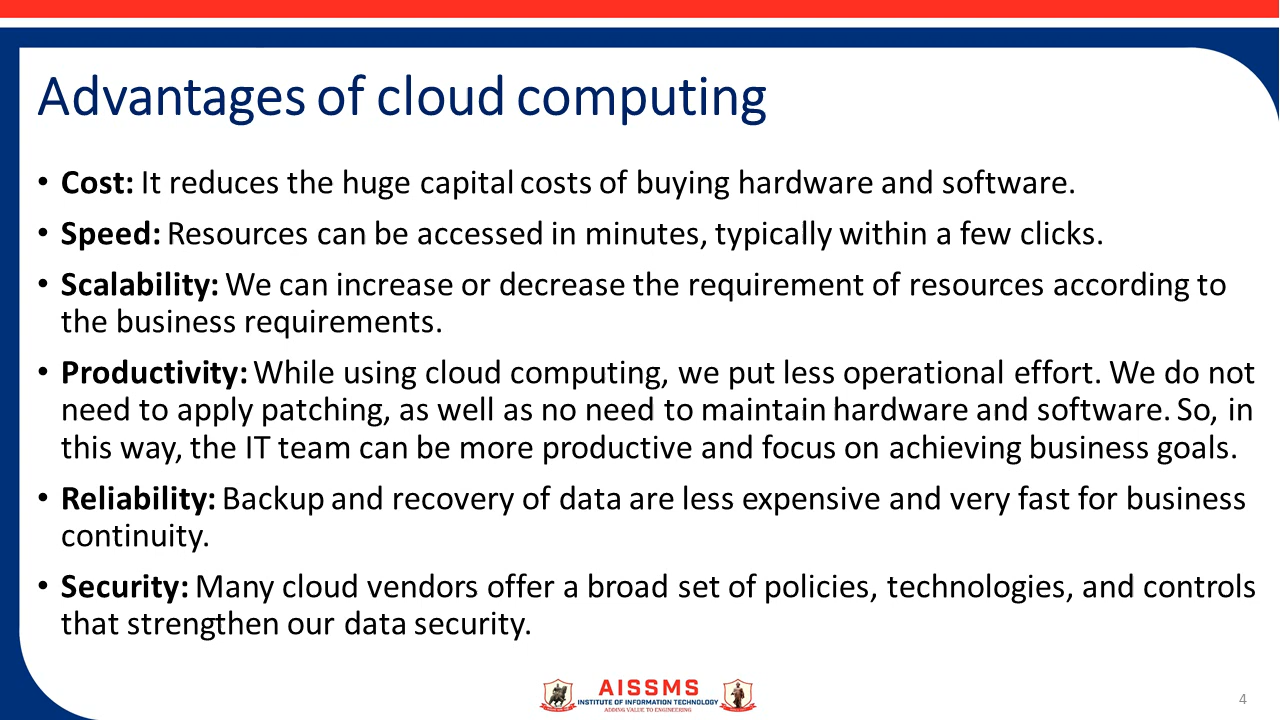 Advantages of cloud computing
• Cost: It reduces the huge capital costs of buying hardware and software.
• Speed: Resources can be accessed in minutes, typically within a few clicks.
• Scalability: We can increase or decrease the requirement of resources according to
the business requirements.
• Productivity: While using cloud computing, we put less operational effort. We do not
need to apply patching, as well as no need to maintain hardware and software. So, in
this way, the IT team can be more productive and focus on achieving business goals.
• Reliability: Backup and recovery of data are less expensive and very fast for business
continuity.
• Security: Many cloud vendors offer a broad set of policies, technologies, and controls
that strengthen our data security.
AISSMS
INSTITUTE OF INFORMATION TECHNOLOGY
ADDING VALUE TO ENGINEERING
4